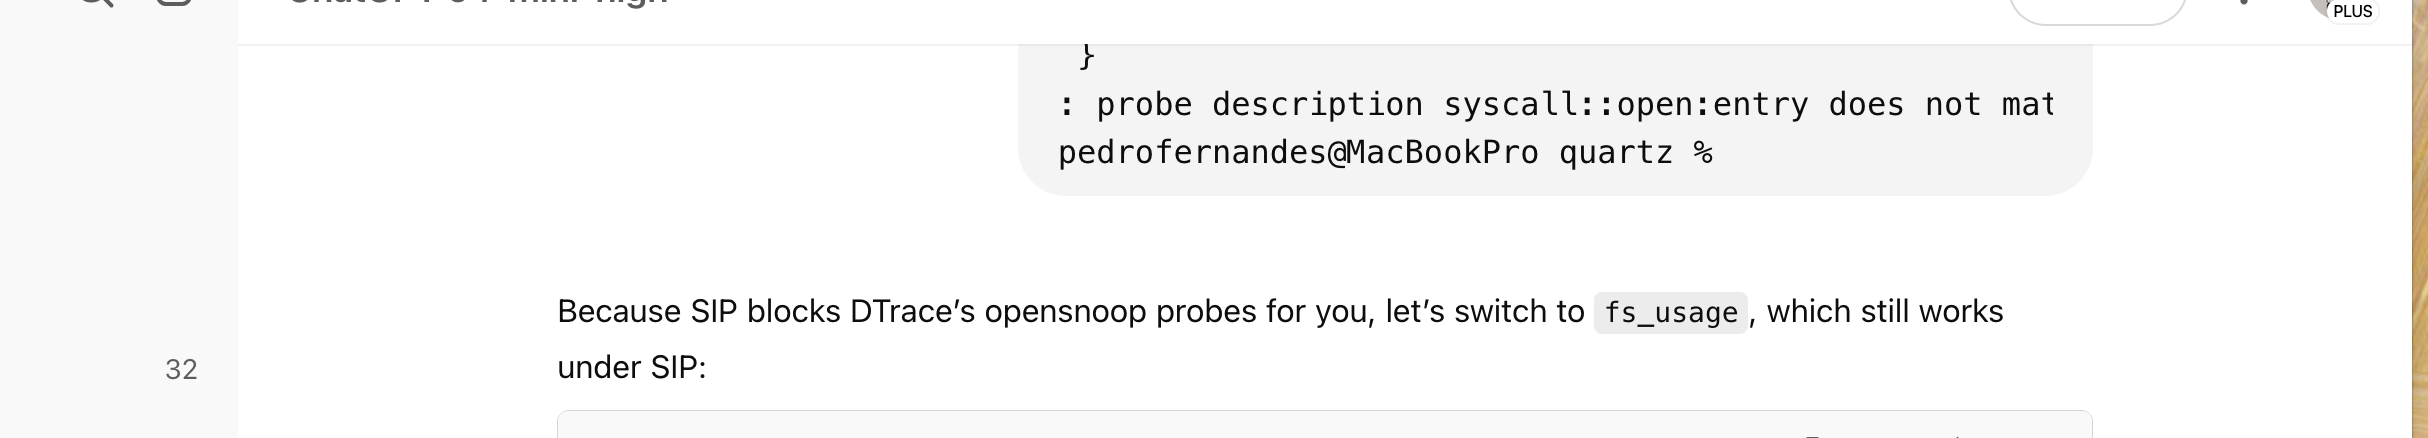 PLUS
}
: probe description syscall::open:entry does not mat
pedrofernandes@MacBookPro quartz %
Because SIP blocks DTrace’s opensnoop probes for you, let’s switch to fs_usage, which still works
under SIP:
32